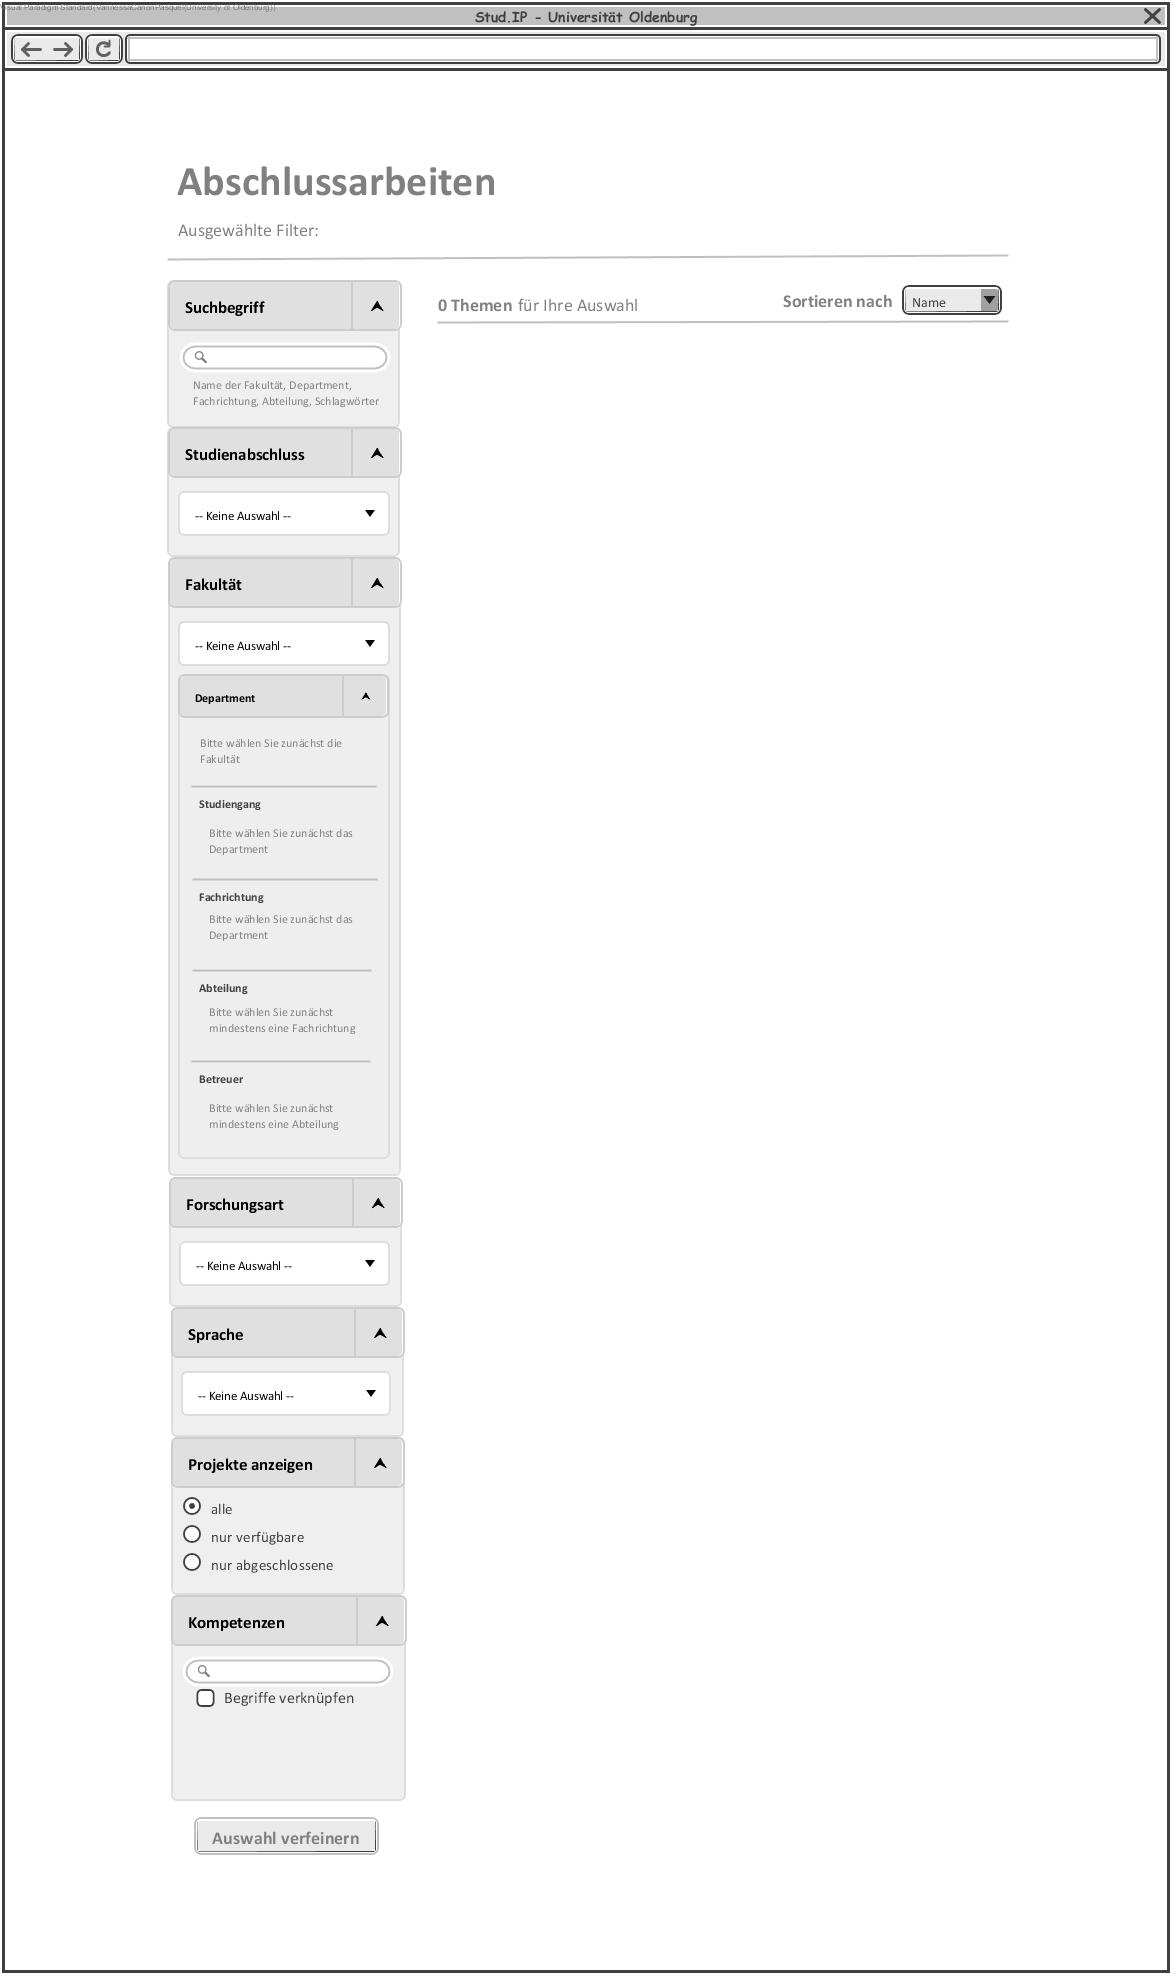 Visual Paradigm Standard(VanessaCanonPasquel(University of Oldenburg))
Stud.IP - Universität Oldenburg
Abschlussarbeiten
Ausgewählte Filter:
Suchbegriff
0 Themen für Ihre Auswahl
Sortieren nach
Name
Name der Fakultät, Department,
Fachrichtung, Abteilung, Schlagwörter
Studienabschluss
-- Keine Auswahl --
Fakultät
-- Keine Auswahl --
Department
Bitte wählen Sie zunächst die
Fakultät
Studiengang
Bitte wählen Sie zunächst das
Department
Fachrichtung
Bitte wählen Sie zunächst das
Department
Abteilung
Bitte wählen Sie zunächst
mindestens eine Fachrichtung
Betreuer
Bitte wählen Sie zunächst
mindestens eine Abteilung
Forschungsart
-- Keine Auswahl --
Sprache
-- Keine Auswahl --
Projekte anzeigen
alle
nur verfügbare
nur abgeschlossene
Kompetenzen
Begriffe verknüpfen
Auswahl verfeinern